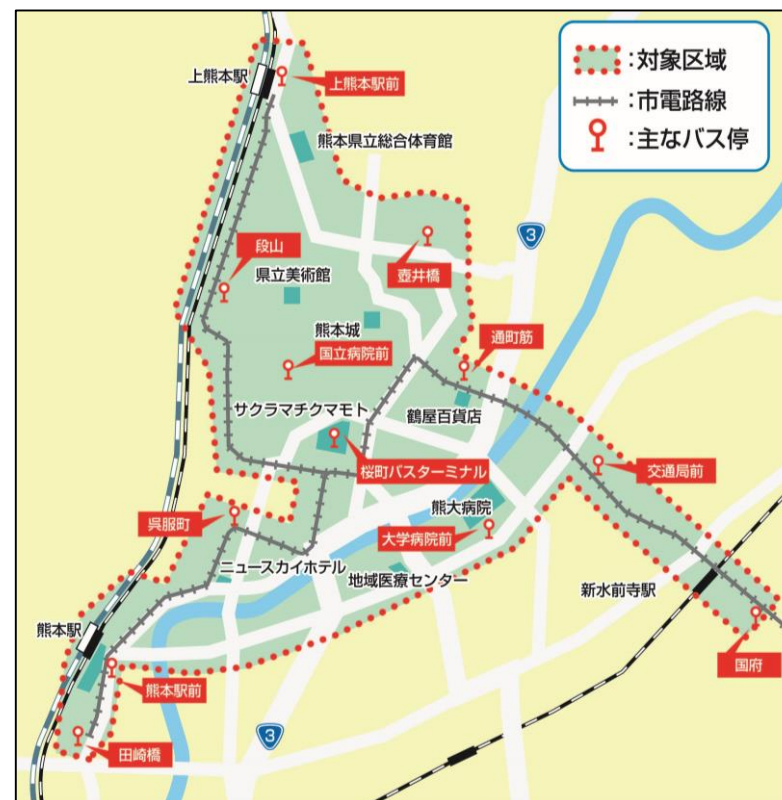 :対象区域
:市電路線
:主なバス停
上熊本駅
上熊本駅前
熊本県立総合体育館
3
段山
県立美術館
壺井橋
熊本城
国立病院前
通町筋
サクラマチクマモト
鶴屋百貨店
桜町バスターミナル
交通局前
呉服町
熊大病院
大学病院前
ニュースカイホテル
地域医療センター
新水前寺駅
熊本駅
国府
熊本駅前
3
田崎橋